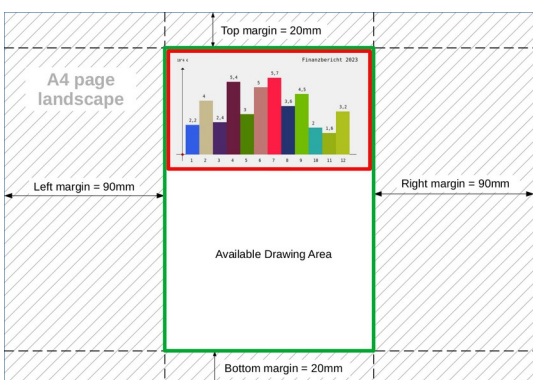 Top margin = 20mm
A4 page
landscape
Finanzbericht 2023
5,7
5,4
5
4,5
4
3,8
3
3,2
2,2
2,4
2
1,6
1 2 3 4 5 6 7 8 9 10 11 12
Left margin = 90mm
Right margin = 90mm
Available Drawing Area
Bottom margin = 20mm